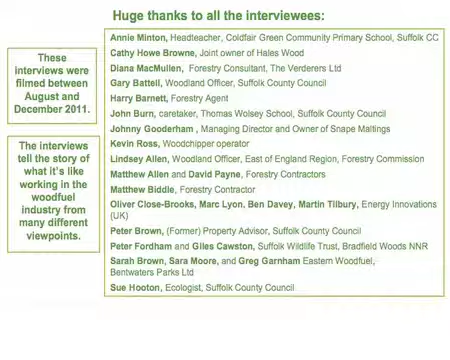 Huge thanks to all the interviewees:
These
interviews were
filmed between
August and
December 2011.
The interviews
tell the story of
what it's like
working in the
woodfuel
industry from
many different
viewpoints.
Annie Minton, Headteacher, Coldfair Green Community Primary School, Suffolk CC
Cathy Howe Browne, Joint owner of Hales Wood
Diana MacMullen, Forestry Consultant, The Verderers Ltd
Gary Battell, Woodland Officer, Suffolk County Council
Harry Barnett, Forestry Agent
John Burn, caretaker, Thomas Wolsey School, Suffolk County Council
Johnny Gooderham , Managing Director and Owner of Snape Maltings
Kevin Ross, Woodchipper operator
Lindsey Allen, Woodland Officer, East of England Region, Forestry Commission
Matthew Allen and David Payne, Forestry Contractors
Matthew Biddle, Forestry Contractor
Oliver Close-Brooks, Marc Lyon, Ben Davey, Martin Tilbury, Energy Innovations
(UK)
Peter Brown, (Former) Property Advisor, Suffolk County Council
Peter Fordham and Giles Cawston, Suffolk Wildlife Trust, Bradfield Woods NNR
Sarah Brown, Sara Moore, and Greg Garnham Eastern Woodfuel,
Bentwaters Parks Ltd
Sue Hooton, Ecologist, Suffolk County Council